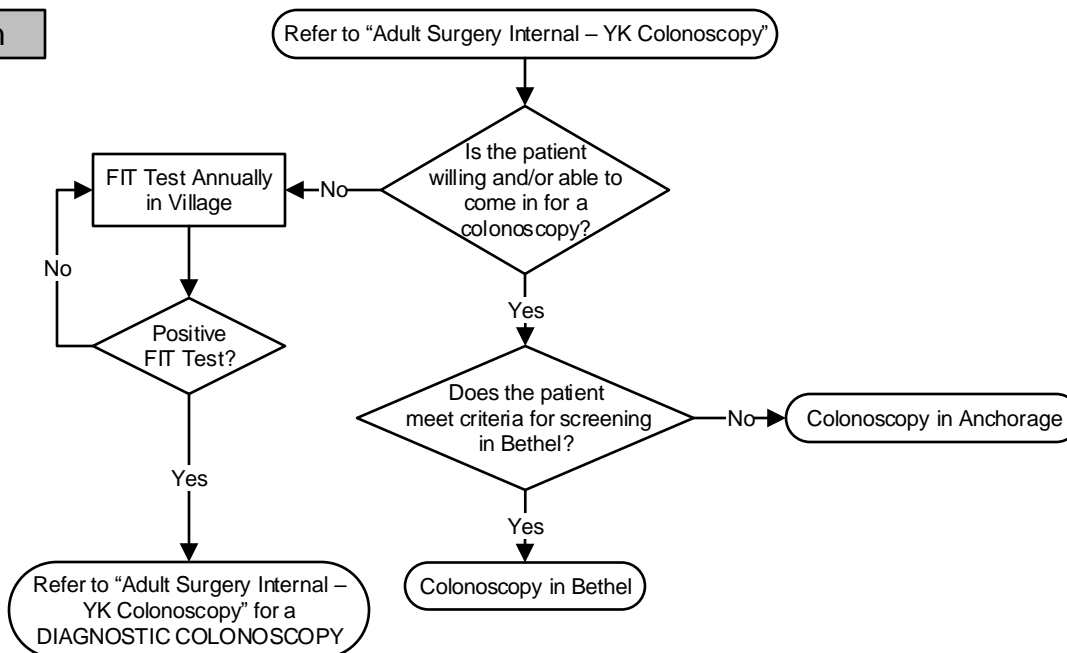 Refer to “Adult Surgery Internal – YK Colonoscopy”
Is the patient
willing and/or able to
come in for a
colonoscopy?
No
FIT Test Annually
in Village
No
Positive
FIT Test?
Yes
Refer to “Adult Surgery Internal –
YK Colonoscopy” for a
DIAGNOSTIC COLONOSCOPY
Yes
Does the patient
meet criteria for screening
in Bethel?
No
Colonoscopy in Anchorage
Yes
Colonoscopy in Bethel